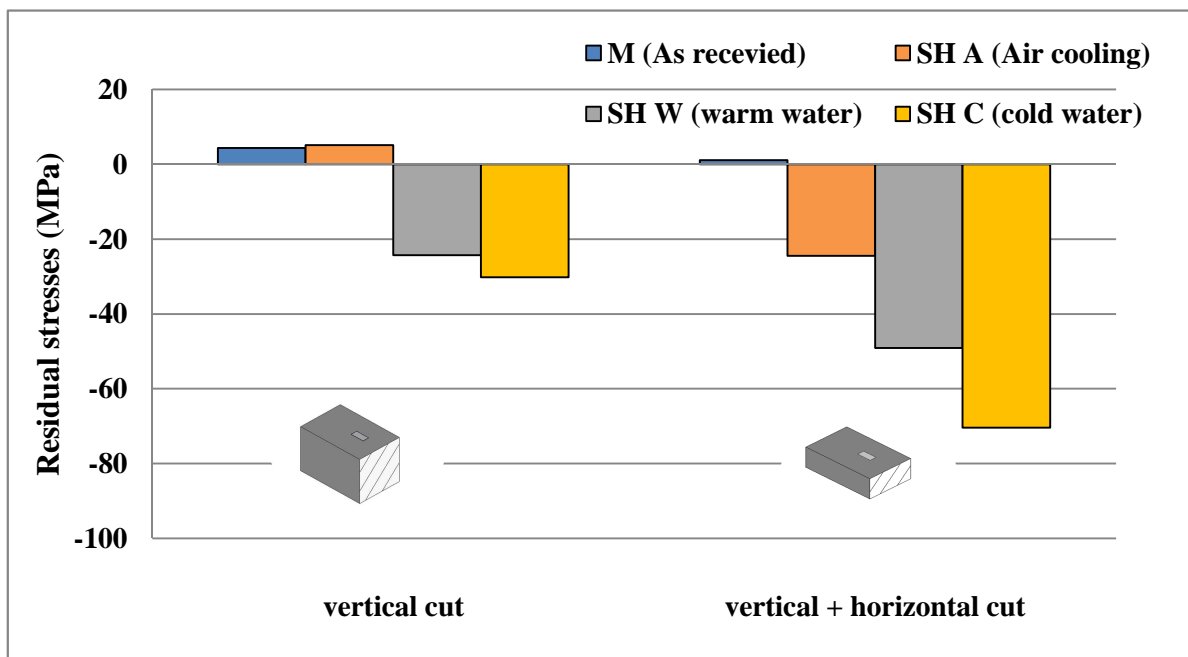 M (As recevied)
SH A (Air cooling)
SH W (warm water)
SH C (cold water)
Residual stresses (MPa)
20
0
-20
-40
-60
-80
-100
vertical cut
vertical + horizontal cut